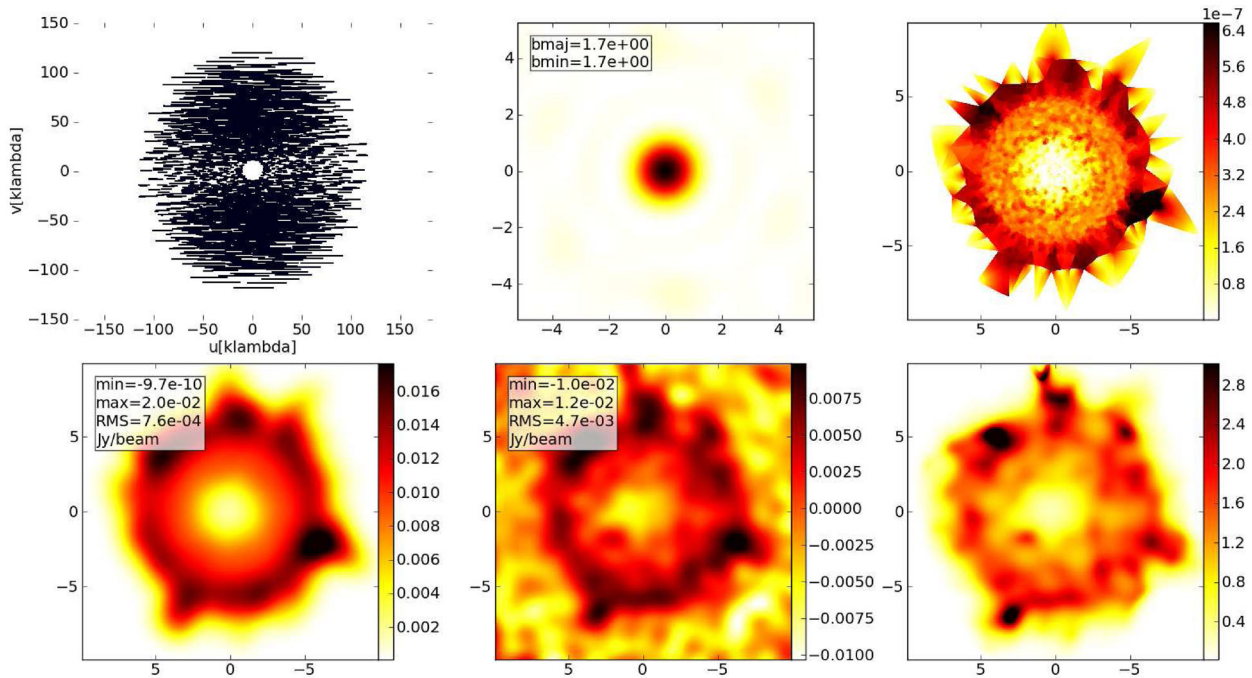 150
100
50
0
−50
−100
−150
v[klambda]
−150 −100 −50 0 50 100 150
u[klambda]
bmaj=1.7e+00
bmin=1.7e+00
4
2
0
−2
−4
−4 −2 0 2 4
1e−7
6.4
5.6
4.8
4.0
3.2
2.4
1.6
0.8
5
0
−5
5 0 −5
min=-9.7e-10
max=2.0e-02
RMS=7.6e-04
Jy/beam
5
0
−5
5 0 −5
0.016
0.014
0.012
0.010
0.008
0.006
0.004
0.002
min=-1.0e-02
max=1.2e-02
RMS=4.7e-03
Jy/beam
5
0
−5
5 0 −5
0.0075
0.0050
0.0025
0.0000
−0.0025
−0.0050
−0.0075
−0.0100
5
0
−5
5 0 −5
2.8
2.4
2.0
1.6
1.2
0.8
0.4